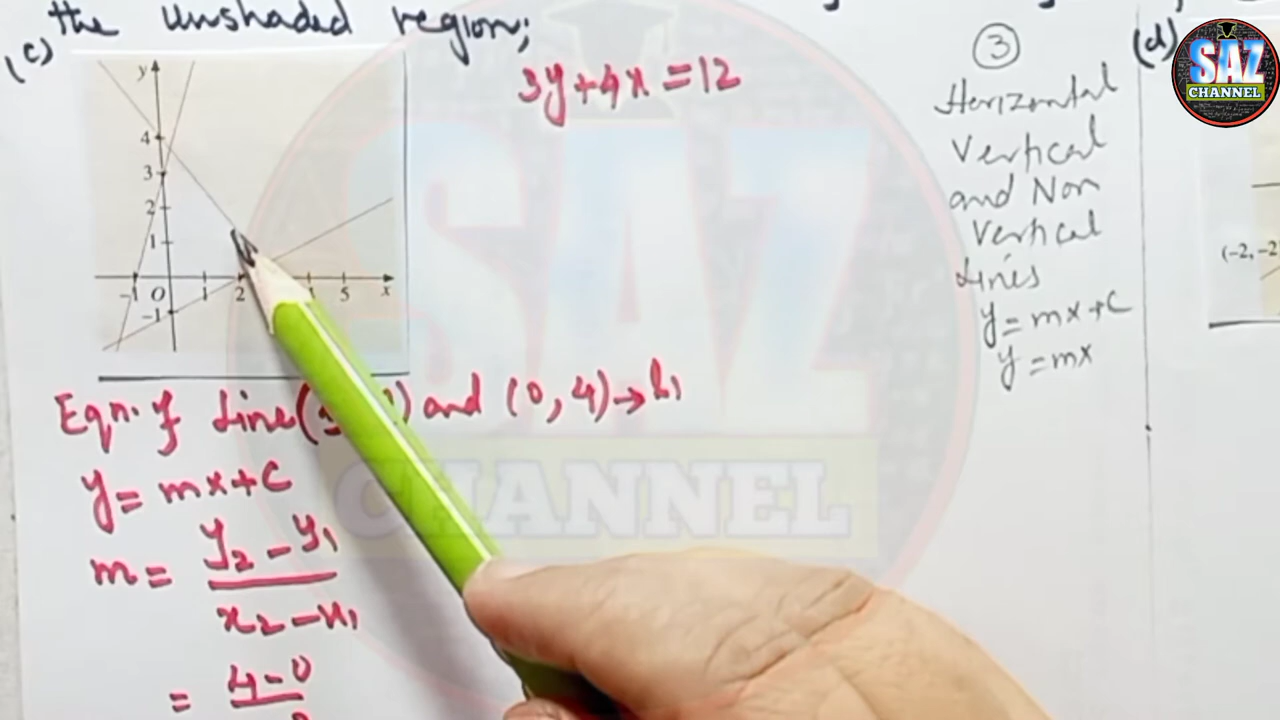 the unshaded region;
(c)
3y+4x=12
y
4
3
2
1
-1 O 1 2 5 x
-1
Eqn. of Line ( ) and (0,4)→l₁
y = mx+c
m = y₂-y₁
x₂-x₁
= 4-0
3
Horizontal
Vertical
and Non
Vertical
Lines
y = mx+c
y = mx
(d)
(-2,-2
SAZ
CHANNEL
SAZ
CHANNEL